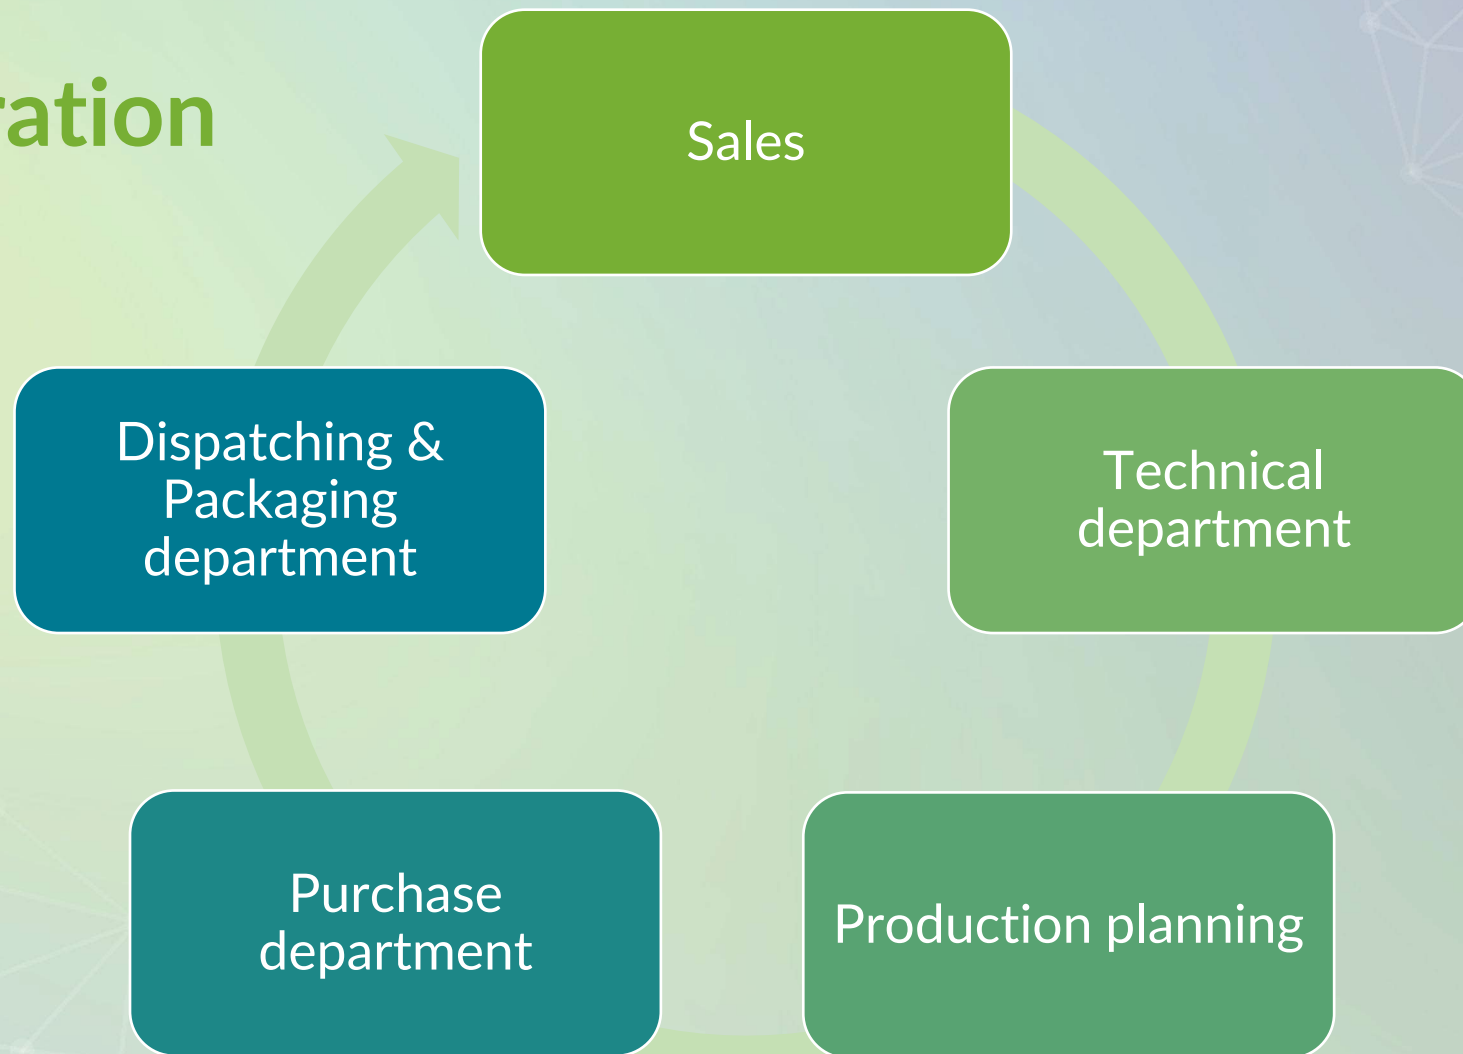 ration
Sales
Technical
department
Production planning
Purchase
department
Dispatching &
Packaging
department